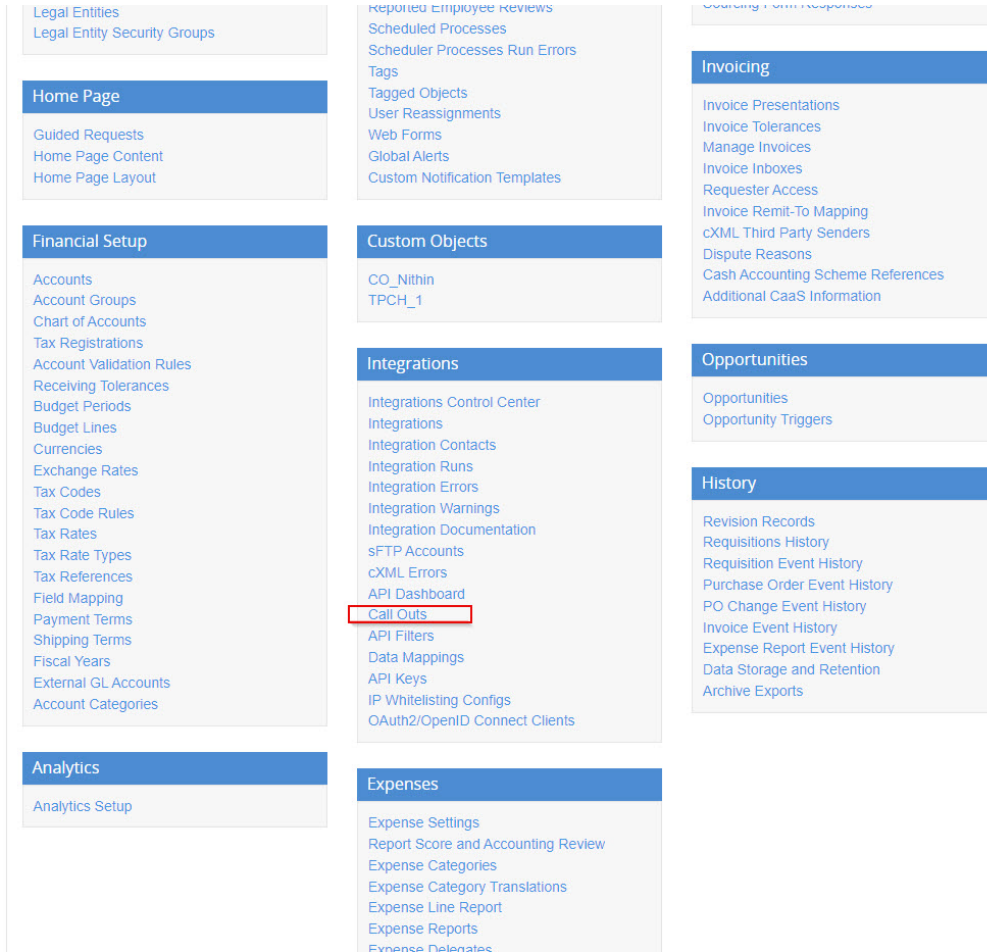 Legal Entities
Legal Entity Security Groups
Home Page
Guided Requests
Home Page Content
Home Page Layout
Financial Setup
Accounts
Account Groups
Chart of Accounts
Tax Registrations
Account Validation Rules
Receiving Tolerances
Budget Periods
Budget Lines
Currencies
Exchange Rates
Tax Codes
Tax Code Rules
Tax Rates
Tax Rate Types
Tax References
Field Mapping
Payment Terms
Shipping Terms
Fiscal Years
External GL Accounts
Account Categories
Analytics
Analytics Setup
Reported Employee Reviews
Scheduled Processes
Scheduler Processes Run Errors
Tags
Tagged Objects
User Reassignments
Web Forms
Global Alerts
Custom Notification Templates
Custom Objects
CO_Nithin
TPCH_1
Integrations
Integrations Control Center
Integrations
Integration Contacts
Integration Runs
Integration Errors
Integration Warnings
Integration Documentation
sFTP Accounts
cXML Errors
API Dashboard
Call Outs
API Filters
Data Mappings
API Keys
IP Whitelisting Configs
OAuth2/OpenID Connect Clients
Expenses
Expense Settings
Report Score and Accounting Review
Expense Categories
Expense Category Translations
Expense Line Report
Expense Reports
Expense Delegates
Sourcing Form Responses
Invoicing
Invoice Presentations
Invoice Tolerances
Manage Invoices
Invoice Inboxes
Requester Access
Invoice Remit-To Mapping
cXML Third Party Senders
Dispute Reasons
Cash Accounting Scheme References
Additional CaaS Information
Opportunities
Opportunities
Opportunity Triggers
History
Revision Records
Requisitions History
Requisition Event History
Purchase Order Event History
PO Change Event History
Invoice Event History
Expense Report Event History
Data Storage and Retention
Archive Exports